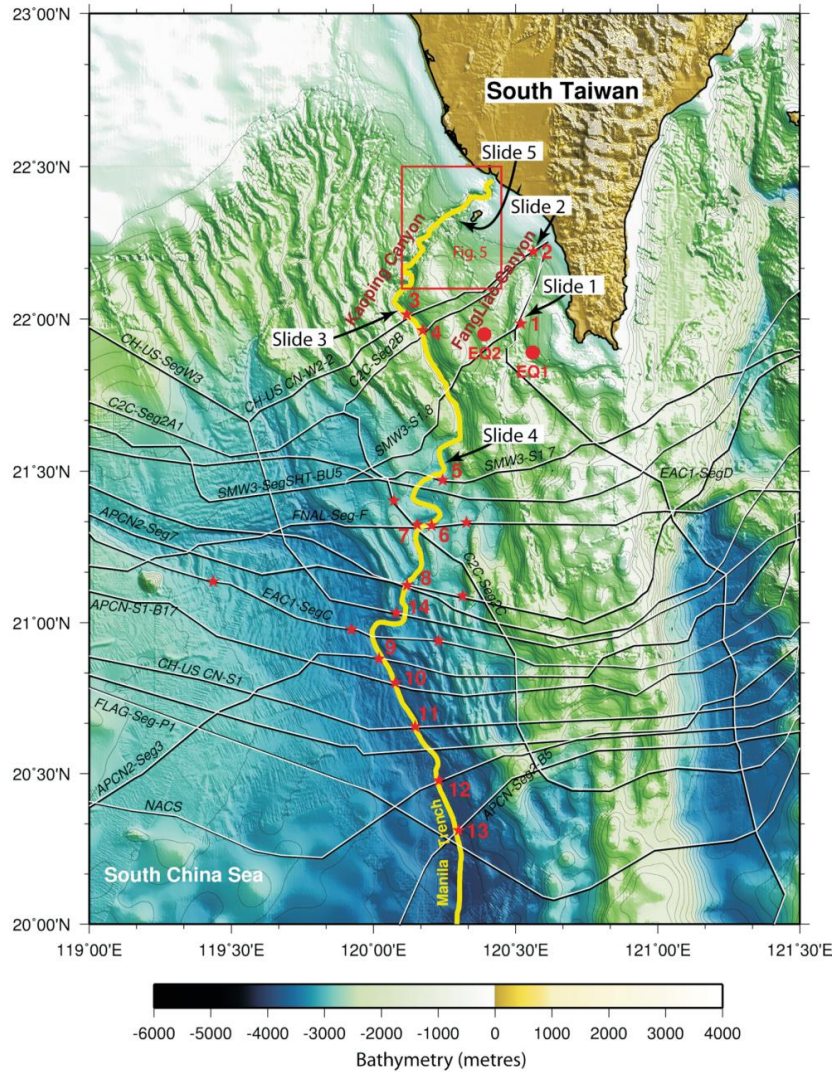 23°00'N
22°30'N
22°00'N
21°30'N
21°00'N
20°30'N
20°00'N
119°00'E
119°30'E
120°00'E
120°30'E
121°00'E
121°30'E
South Taiwan
Slide 5
Slide 2
Fig. 5
Kaoping Canyon
FangLiao Canyon
2
Slide 1
3
1
Slide 3
4
EQ2
EQ1
CH-US-SegW3
CH-US CN-W2-2
C2C-Seg2B
C2C-Seg2A1
SMW3-S1.8
Slide 4
SMW3-S1.7
5
EAC1-SegD
SMW3-SegSHT-BU5
APCN2-Seg7
FNAL-Seg-F
7
6
8
C2C-Seg2C
EAC1-SegC
14
APCN-S1-B17
9
CH-US CN-S1
10
FLAG-Seg-P1
11
APCN2-Seg3
12
APCN-Seg2-B5
NACS
13
Manila Trench
South China Sea
-6000
-5000
-4000
-3000
-2000
-1000
0
1000
2000
3000
4000
Bathymetry (metres)